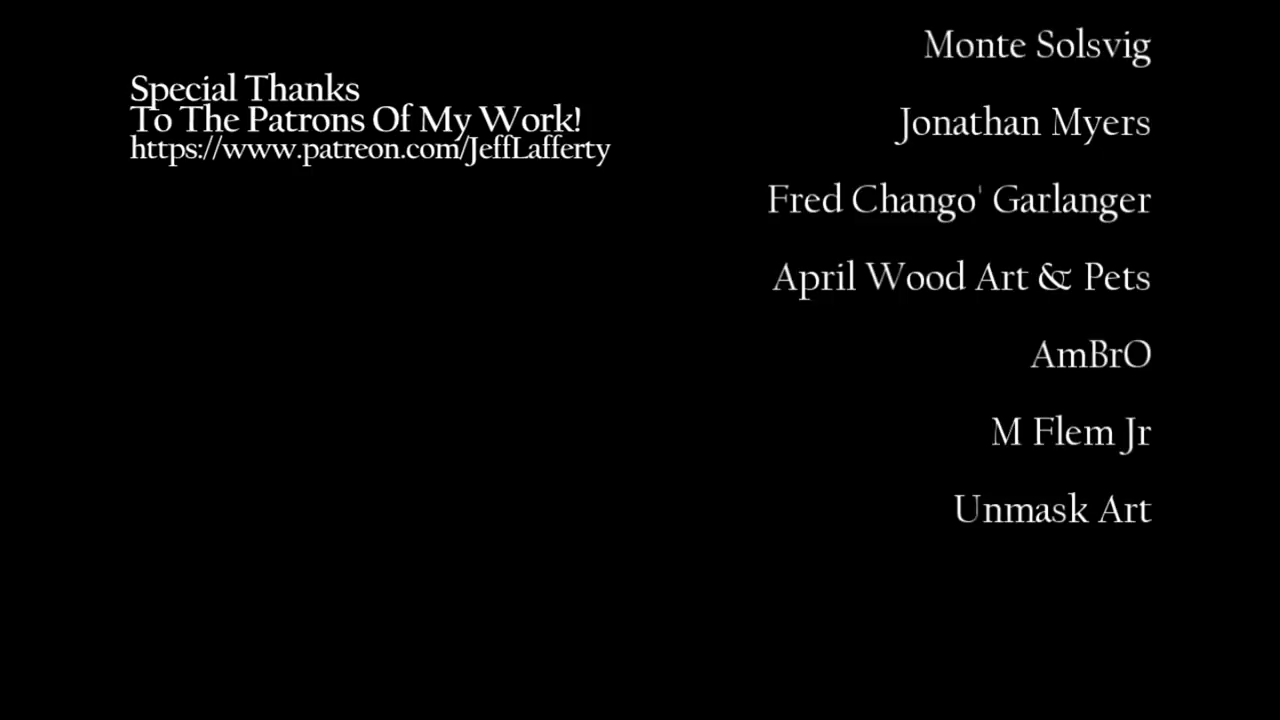 Special Thanks
To The Patrons Of My Work!
https://www.patreon.com/JeffLafferty
Monte Solsvig
Jonathan Myers
Fred Chango' Garlanger
April Wood Art & Pets
AmBrO
M Flem Jr
Unmask Art